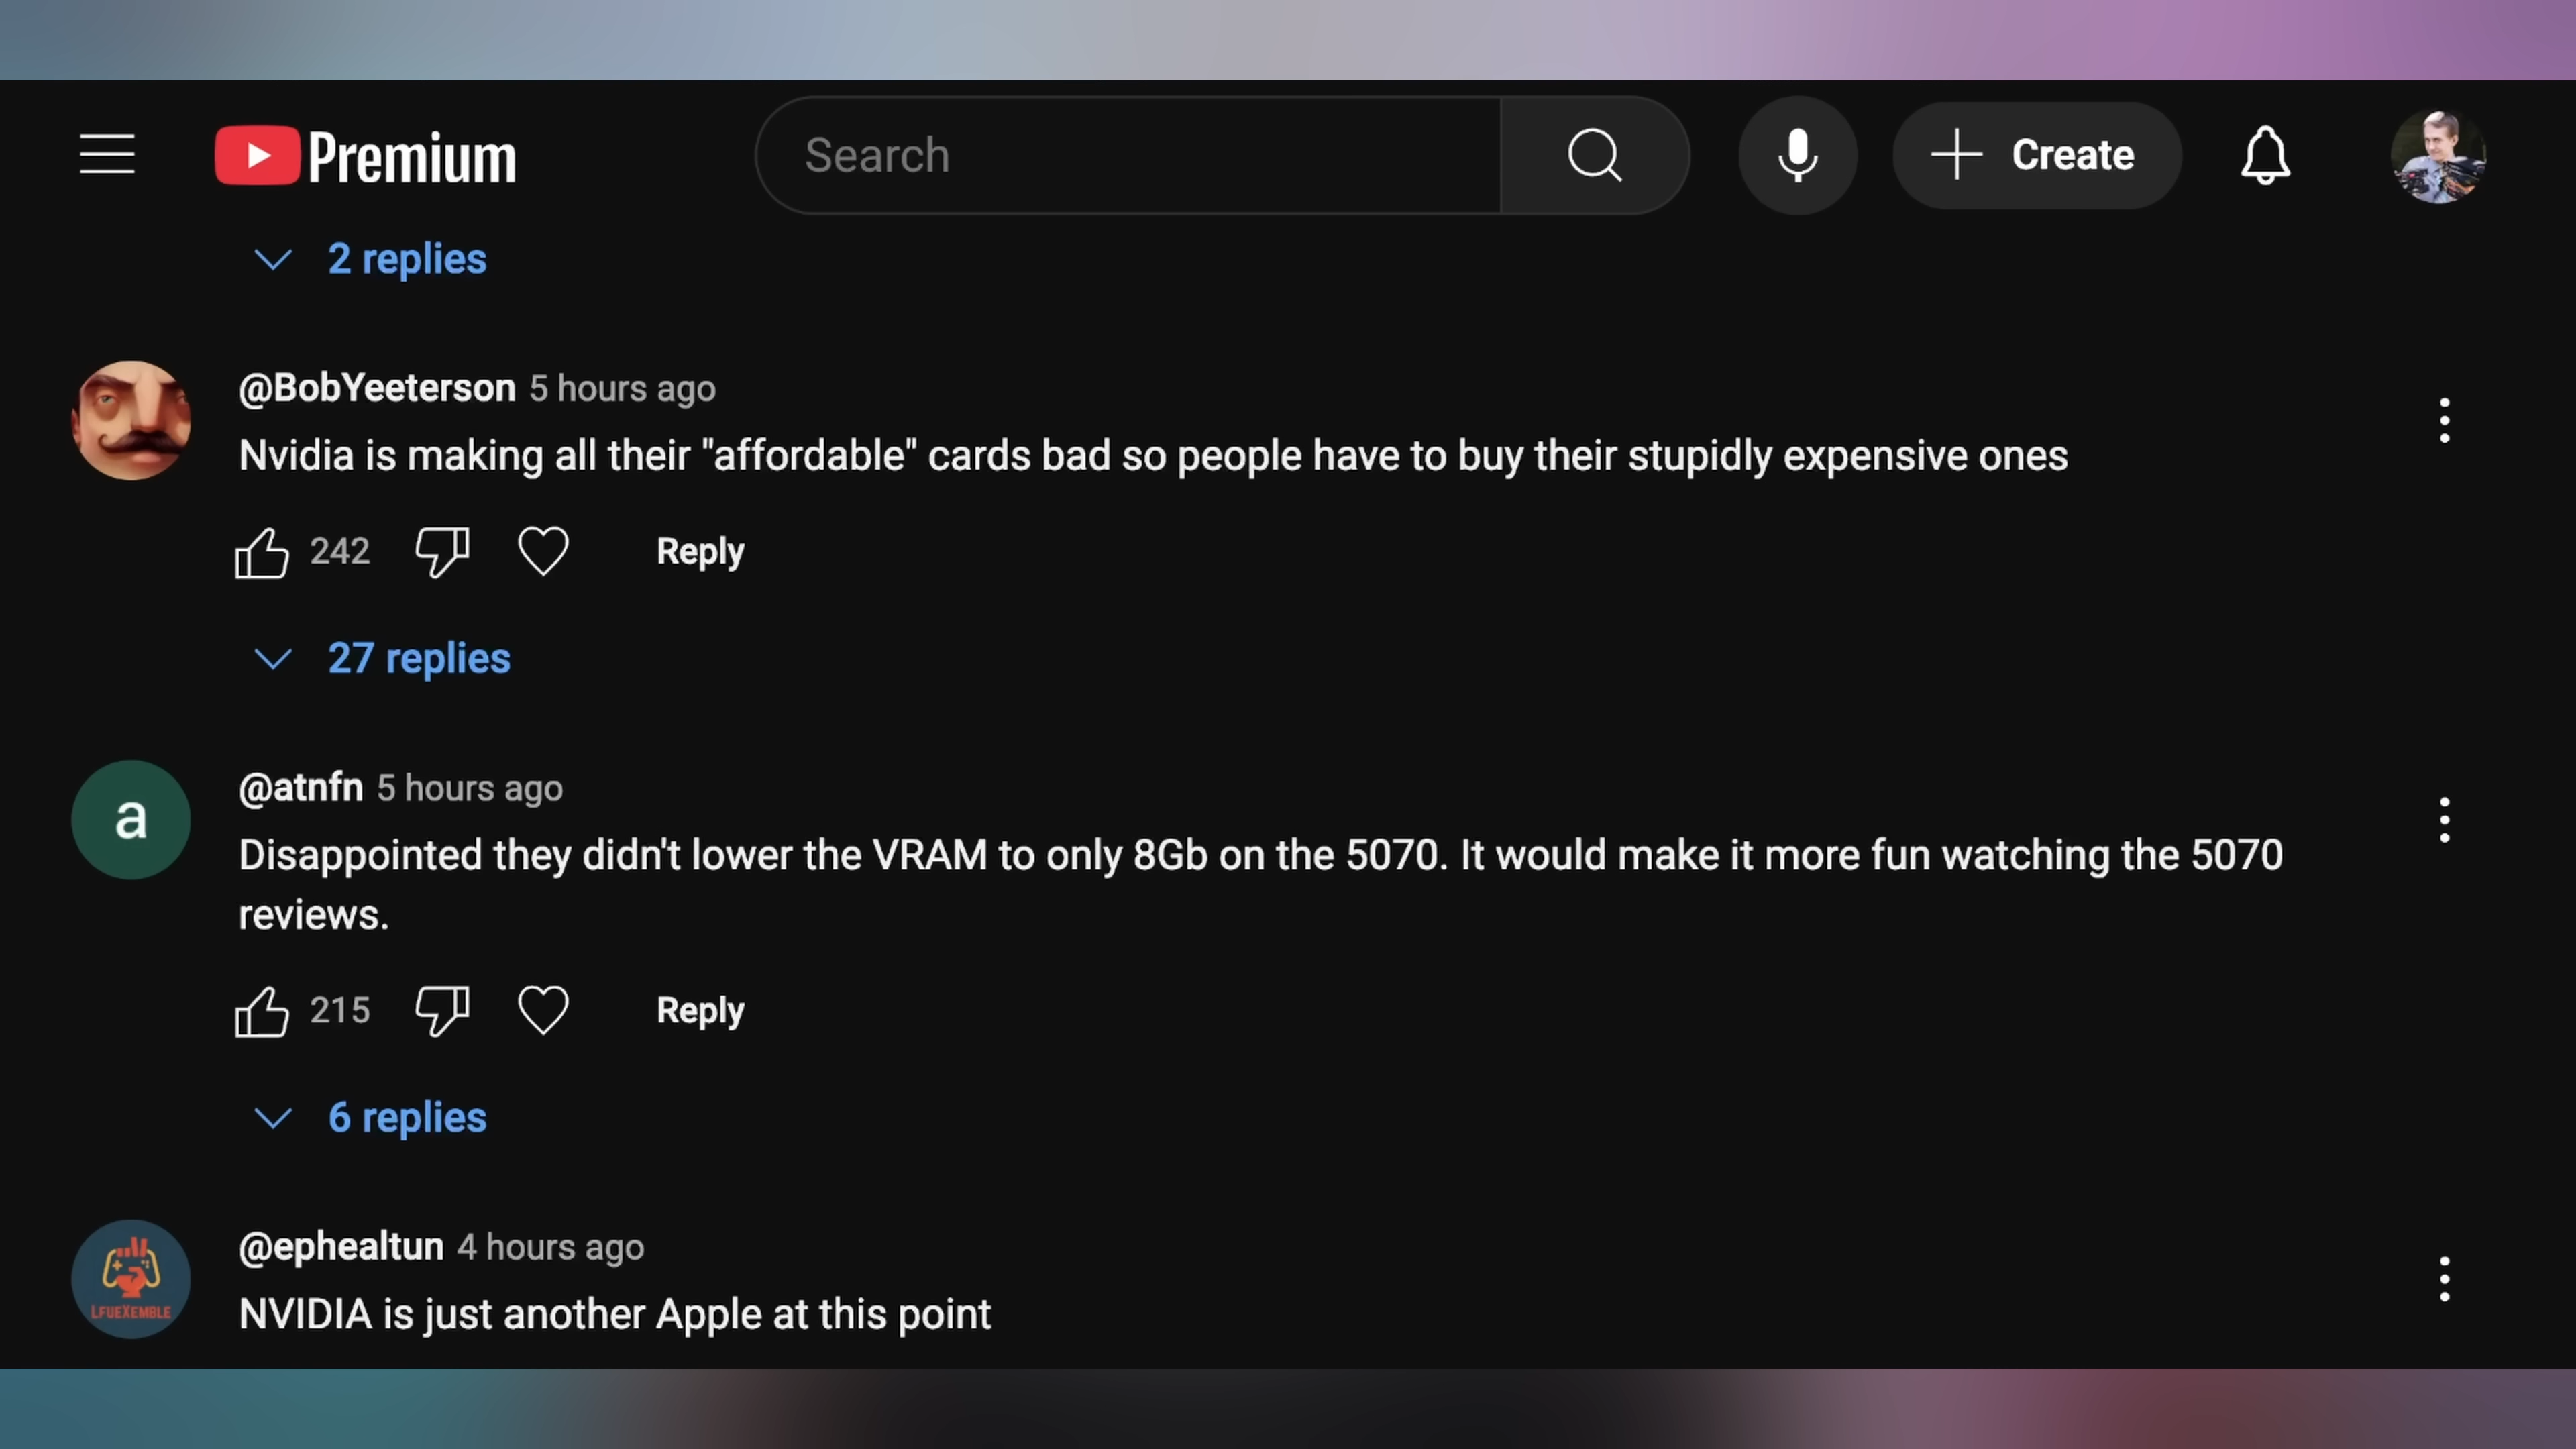 Premium
Search
Create
2 replies
@BobYeeterson 5 hours ago
Nvidia is making all their "affordable" cards bad so people have to buy their stupidly expensive ones
242
Reply
27 replies
a
@atnfn 5 hours ago
Disappointed they didn't lower the VRAM to only 8Gb on the 5070. It would make it more fun watching the 5070
reviews.
215
Reply
6 replies
LFUEXEMBLE
@ephealtun 4 hours ago
NVIDIA is just another Apple at this point